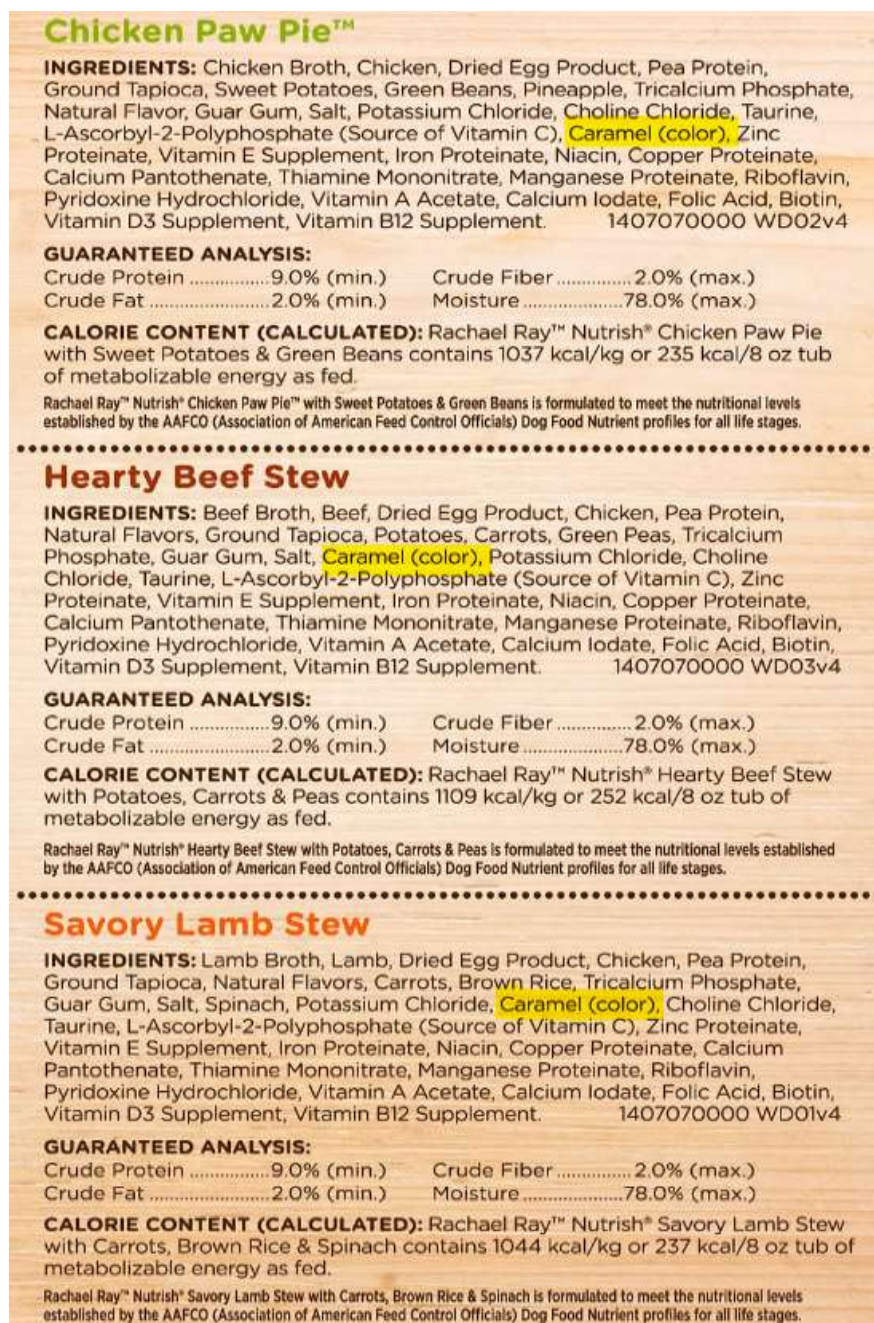 Chicken Paw Pie™
INGREDIENTS: Chicken Broth, Chicken, Dried Egg Product, Pea Protein,
Ground Tapioca, Sweet Potatoes, Green Beans, Pineapple, Tricalcium Phosphate,
Natural Flavor, Guar Gum, Salt, Potassium Chloride, Choline Chloride, Taurine,
L-Ascorbyl-2-Polyphosphate (Source of Vitamin C), Caramel (color), Zinc
Proteinate, Vitamin E Supplement, Iron Proteinate, Niacin, Copper Proteinate,
Calcium Pantothenate, Thiamine Mononitrate, Manganese Proteinate, Riboflavin,
Pyridoxine Hydrochloride, Vitamin A Acetate, Calcium Iodate, Folic Acid, Biotin,
Vitamin D3 Supplement, Vitamin B12 Supplement. 1407070000 WD02v4
GUARANTEED ANALYSIS:
Crude Protein ...............9.0% (min.) Crude Fiber..............2.0% (max.)
Crude Fat .......................2.0% (min.) Moisture...................78.0% (max.)
CALORIE CONTENT (CALCULATED): Rachael Ray™ Nutrish® Chicken Paw Pie
with Sweet Potatoes & Green Beans contains 1037 kcal/kg or 235 kcal/8 oz tub
of metabolizable energy as fed.
Rachael Ray™ Nutrish® Chicken Paw Pie™ with Sweet Potatoes & Green Beans is formulated to meet the nutritional levels
established by the AAFCO (Association of American Feed Control Officials) Dog Food Nutrient profiles for all life stages.
Hearty Beef Stew
INGREDIENTS: Beef Broth, Beef, Dried Egg Product, Chicken, Pea Protein,
Natural Flavors, Ground Tapioca, Potatoes, Carrots, Green Peas, Tricalcium
Phosphate, Guar Gum, Salt, Caramel (color), Potassium Chloride, Choline
Chloride, Taurine, L-Ascorbyl-2-Polyphosphate (Source of Vitamin C), Zinc
Proteinate, Vitamin E Supplement, Iron Proteinate, Niacin, Copper Proteinate,
Calcium Pantothenate, Thiamine Mononitrate, Manganese Proteinate, Riboflavin,
Pyridoxine Hydrochloride, Vitamin A Acetate, Calcium Iodate, Folic Acid, Biotin,
Vitamin D3 Supplement, Vitamin B12 Supplement. 1407070000 WD03v4
GUARANTEED ANALYSIS:
Crude Protein ...............9.0% (min.) Crude Fiber..............2.0% (max.)
Crude Fat .......................2.0% (min.) Moisture...................78.0% (max.)
CALORIE CONTENT (CALCULATED): Rachael Ray™ Nutrish® Hearty Beef Stew
with Potatoes, Carrots & Peas contains 1109 kcal/kg or 252 kcal/8 oz tub of
metabolizable energy as fed.
Rachael Ray™ Nutrish® Hearty Beef Stew with Potatoes, Carrots & Peas is formulated to meet the nutritional levels established
by the AAFCO (Association of American Feed Control Officials) Dog Food Nutrient profiles for all life stages.
Savory Lamb Stew
INGREDIENTS: Lamb Broth, Lamb, Dried Egg Product, Chicken, Pea Protein,
Ground Tapioca, Natural Flavors, Carrots, Brown Rice, Tricalcium Phosphate,
Guar Gum, Salt, Spinach, Potassium Chloride, Caramel (color), Choline Chloride,
Taurine, L-Ascorbyl-2-Polyphosphate (Source of Vitamin C), Zinc Proteinate,
Vitamin E Supplement, Iron Proteinate, Niacin, Copper Proteinate, Calcium
Pantothenate, Thiamine Mononitrate, Manganese Proteinate, Riboflavin,
Pyridoxine Hydrochloride, Vitamin A Acetate, Calcium Iodate, Folic Acid, Biotin,
Vitamin D3 Supplement, Vitamin B12 Supplement. 1407070000 WD01v4
GUARANTEED ANALYSIS:
Crude Protein ...............9.0% (min.) Crude Fiber..............2.0% (max.)
Crude Fat .......................2.0% (min.) Moisture...................78.0% (max.)
CALORIE CONTENT (CALCULATED): Rachael Ray™ Nutrish® Savory Lamb Stew
with Carrots, Brown Rice & Spinach contains 1044 kcal/kg or 237 kcal/8 oz tub of
metabolizable energy as fed.
Rachael Ray™ Nutrish® Savory Lamb Stew with Carrots, Brown Rice & Spinach is formulated to meet the nutritional levels
established by the AAFCO (Association of American Feed Control Officials) Dog Food Nutrient profiles for all life stages.